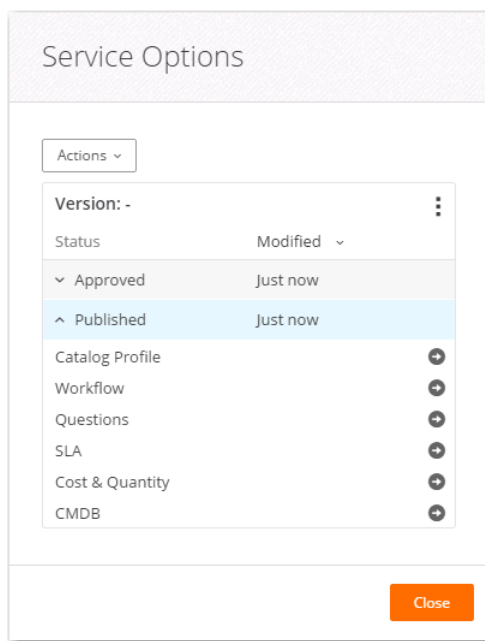 Service Options
Actions
Version: -
Status Modified
Approved Just now
Published Just now
Catalog Profile
Workflow
Questions
SLA
Cost & Quantity
CMDB
Close